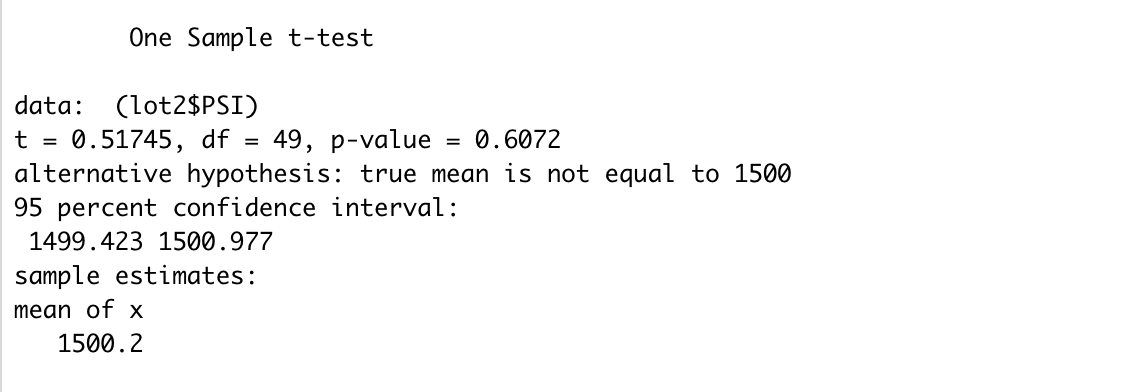 One Sample t-test
data:  (lot2$PSI)
t = 0.51745, df = 49, p-value = 0.6072
alternative hypothesis: true mean is not equal to 1500
95 percent confidence interval:
 1499.423 1500.977
sample estimates:
mean of x
   1500.2